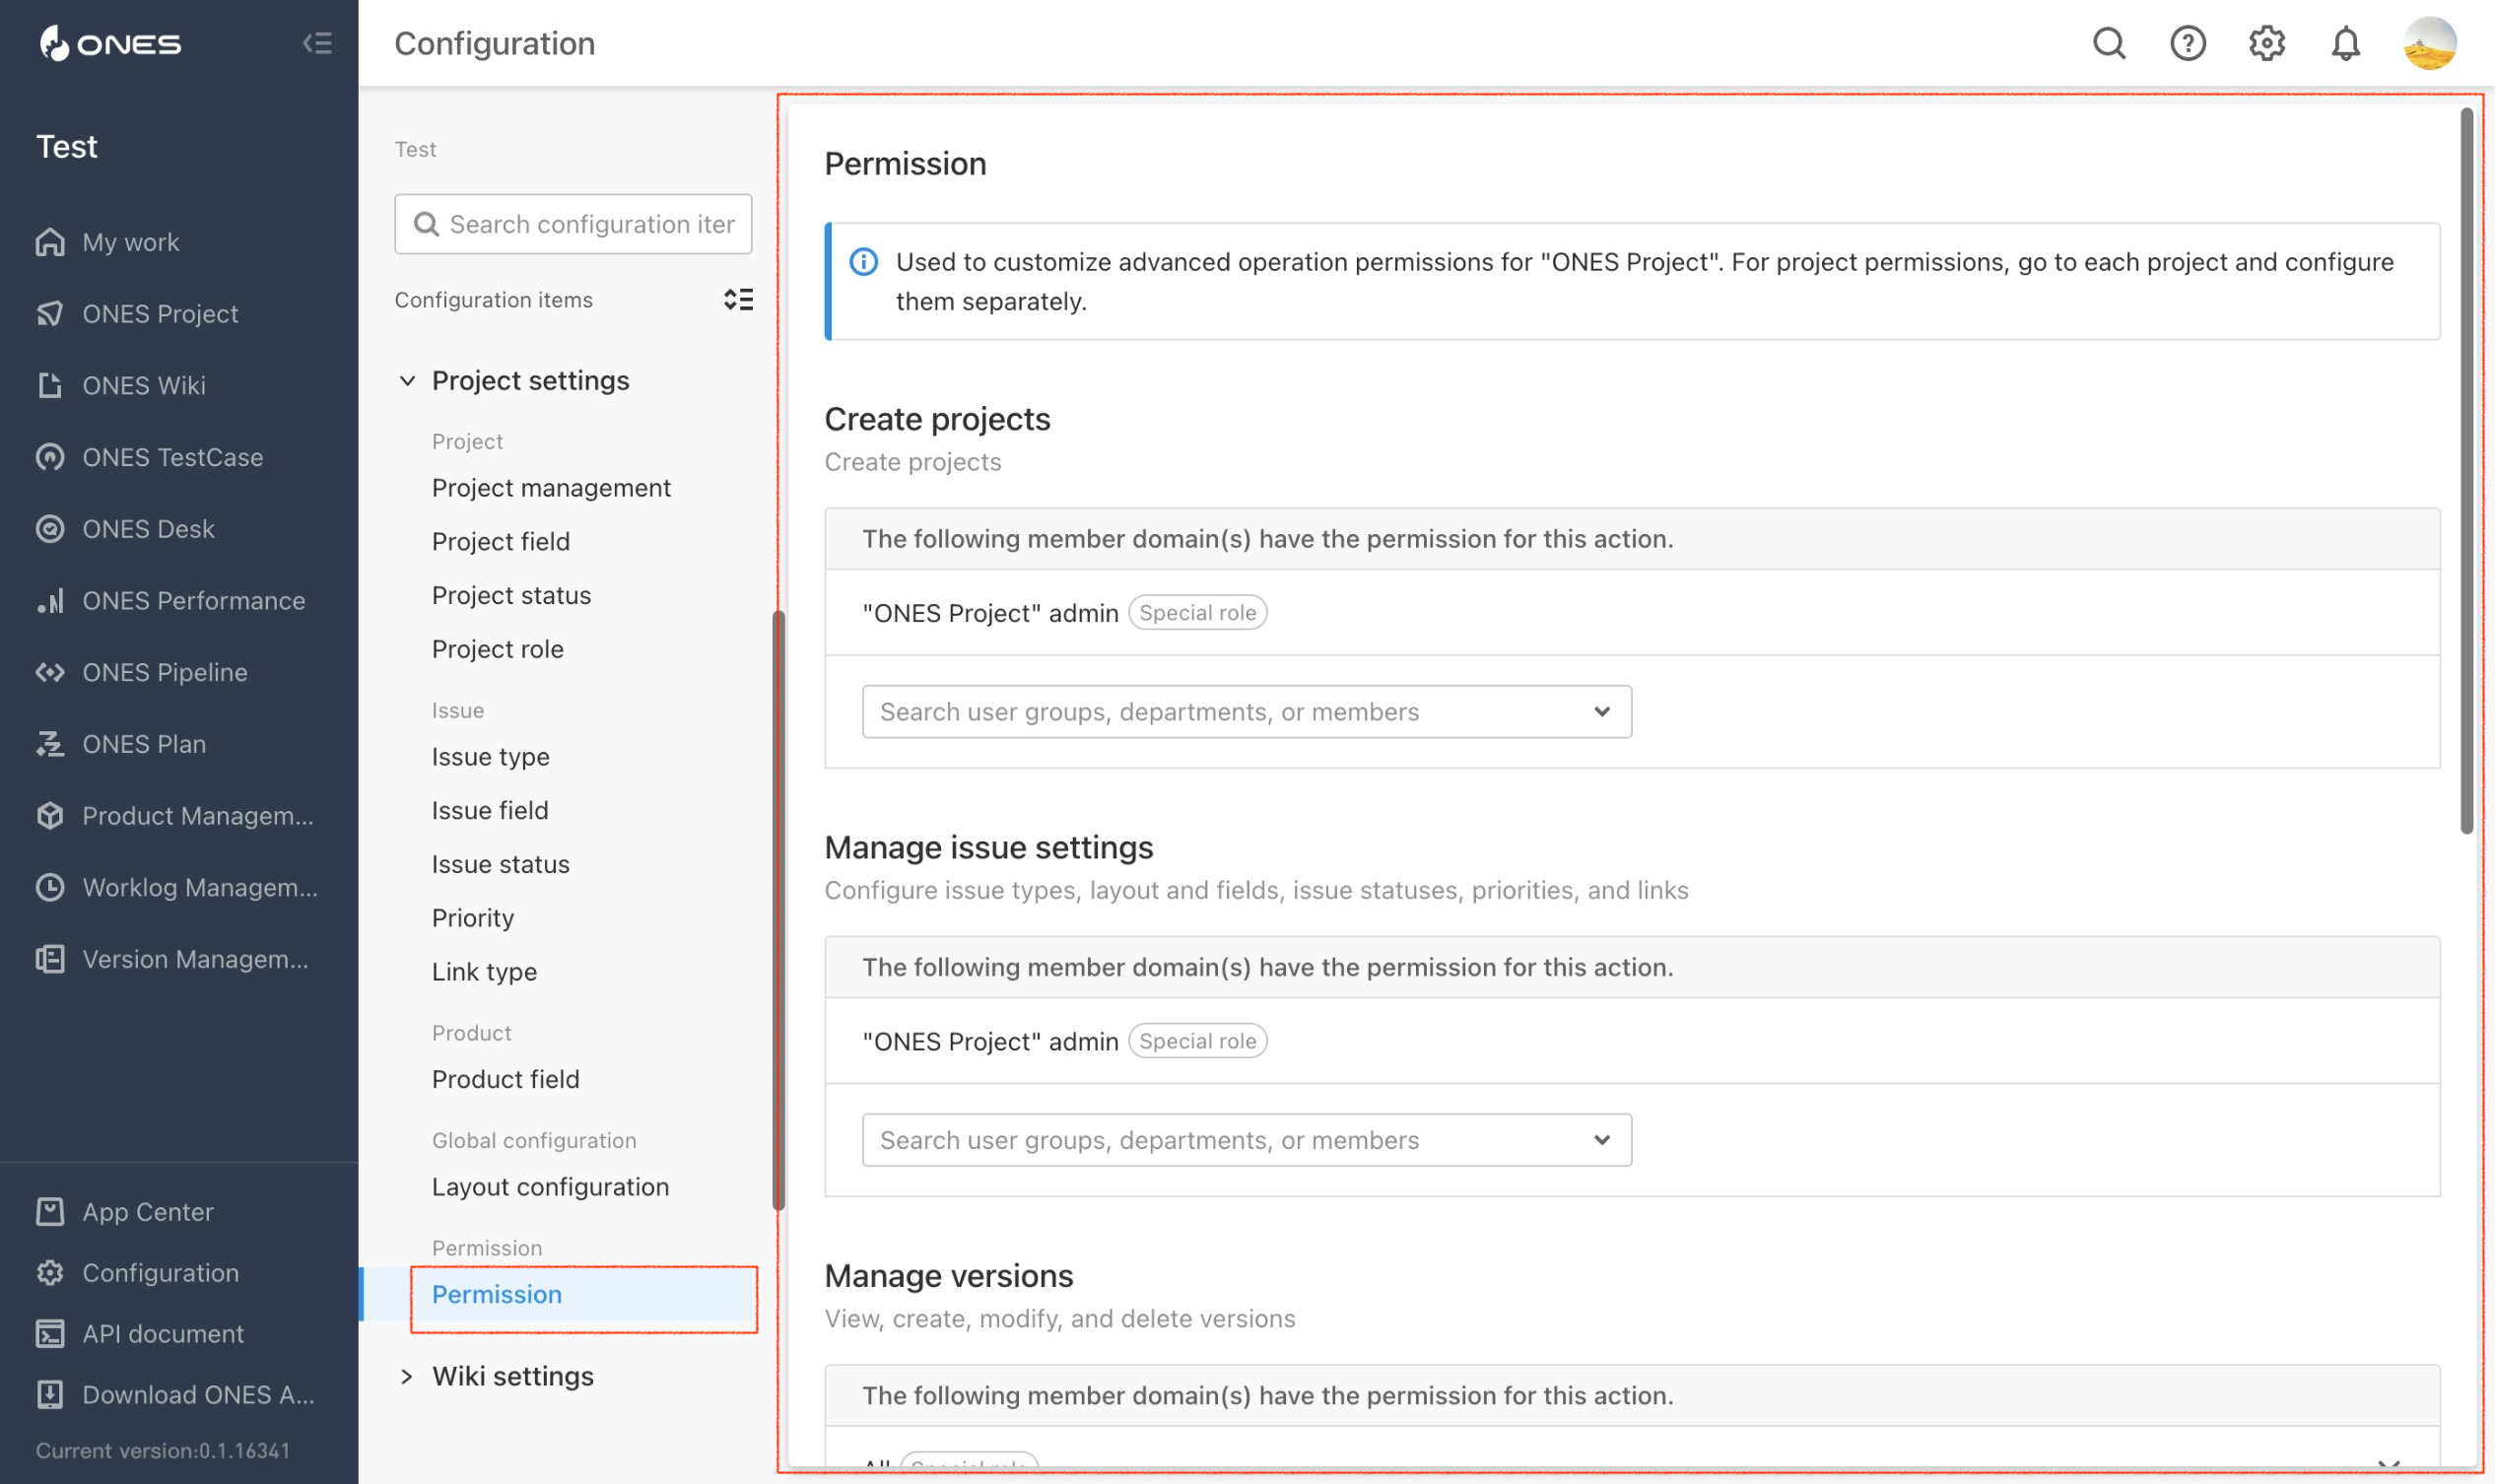 ONES
Test
My work
ONES Project
ONES Wiki
ONES TestCase
ONES Desk
ONES Performance
ONES Pipeline
ONES Plan
Product Managem...
Worklog Managem...
Version Managem...
App Center
Configuration
API document
Download ONES A...
Current version:0.1.16341
Configuration
Test
Search configuration iter
Configuration items
Project settings
Project
Project management
Project field
Project status
Project role
Issue
Issue type
Issue field
Issue status
Priority
Link type
Product
Product field
Global configuration
Layout configuration
Permission
Permission
Wiki settings
Permission
Used to customize advanced operation permissions for "ONES Project". For project permissions, go to each project and configure
them separately.
Create projects
Create projects
The following member domain(s) have the permission for this action.
"ONES Project" admin Special role
Search user groups, departments, or members
Manage issue settings
Configure issue types, layout and fields, issue statuses, priorities, and links
The following member domain(s) have the permission for this action.
"ONES Project" admin Special role
Search user groups, departments, or members
Manage versions
View, create, modify, and delete versions
The following member domain(s) have the permission for this action.
All Special role